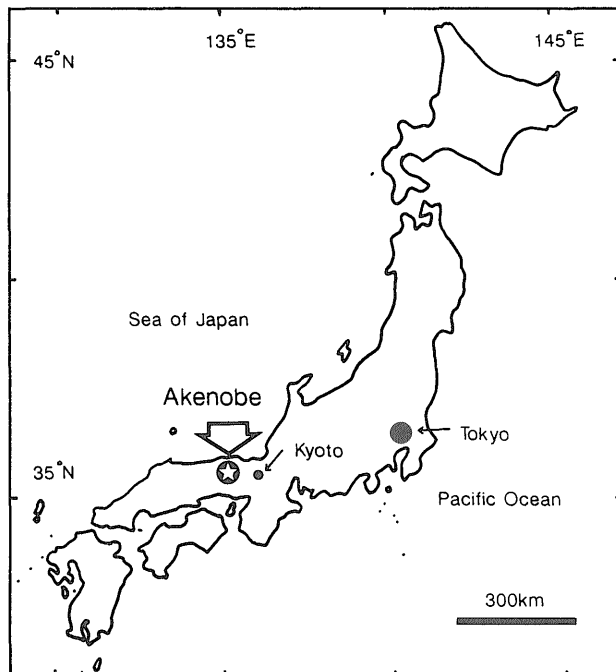 135°E
145°E
45°N
Sea of Japan
Akenobe
Kyoto
Tokyo
35°N
Pacific Ocean
300km